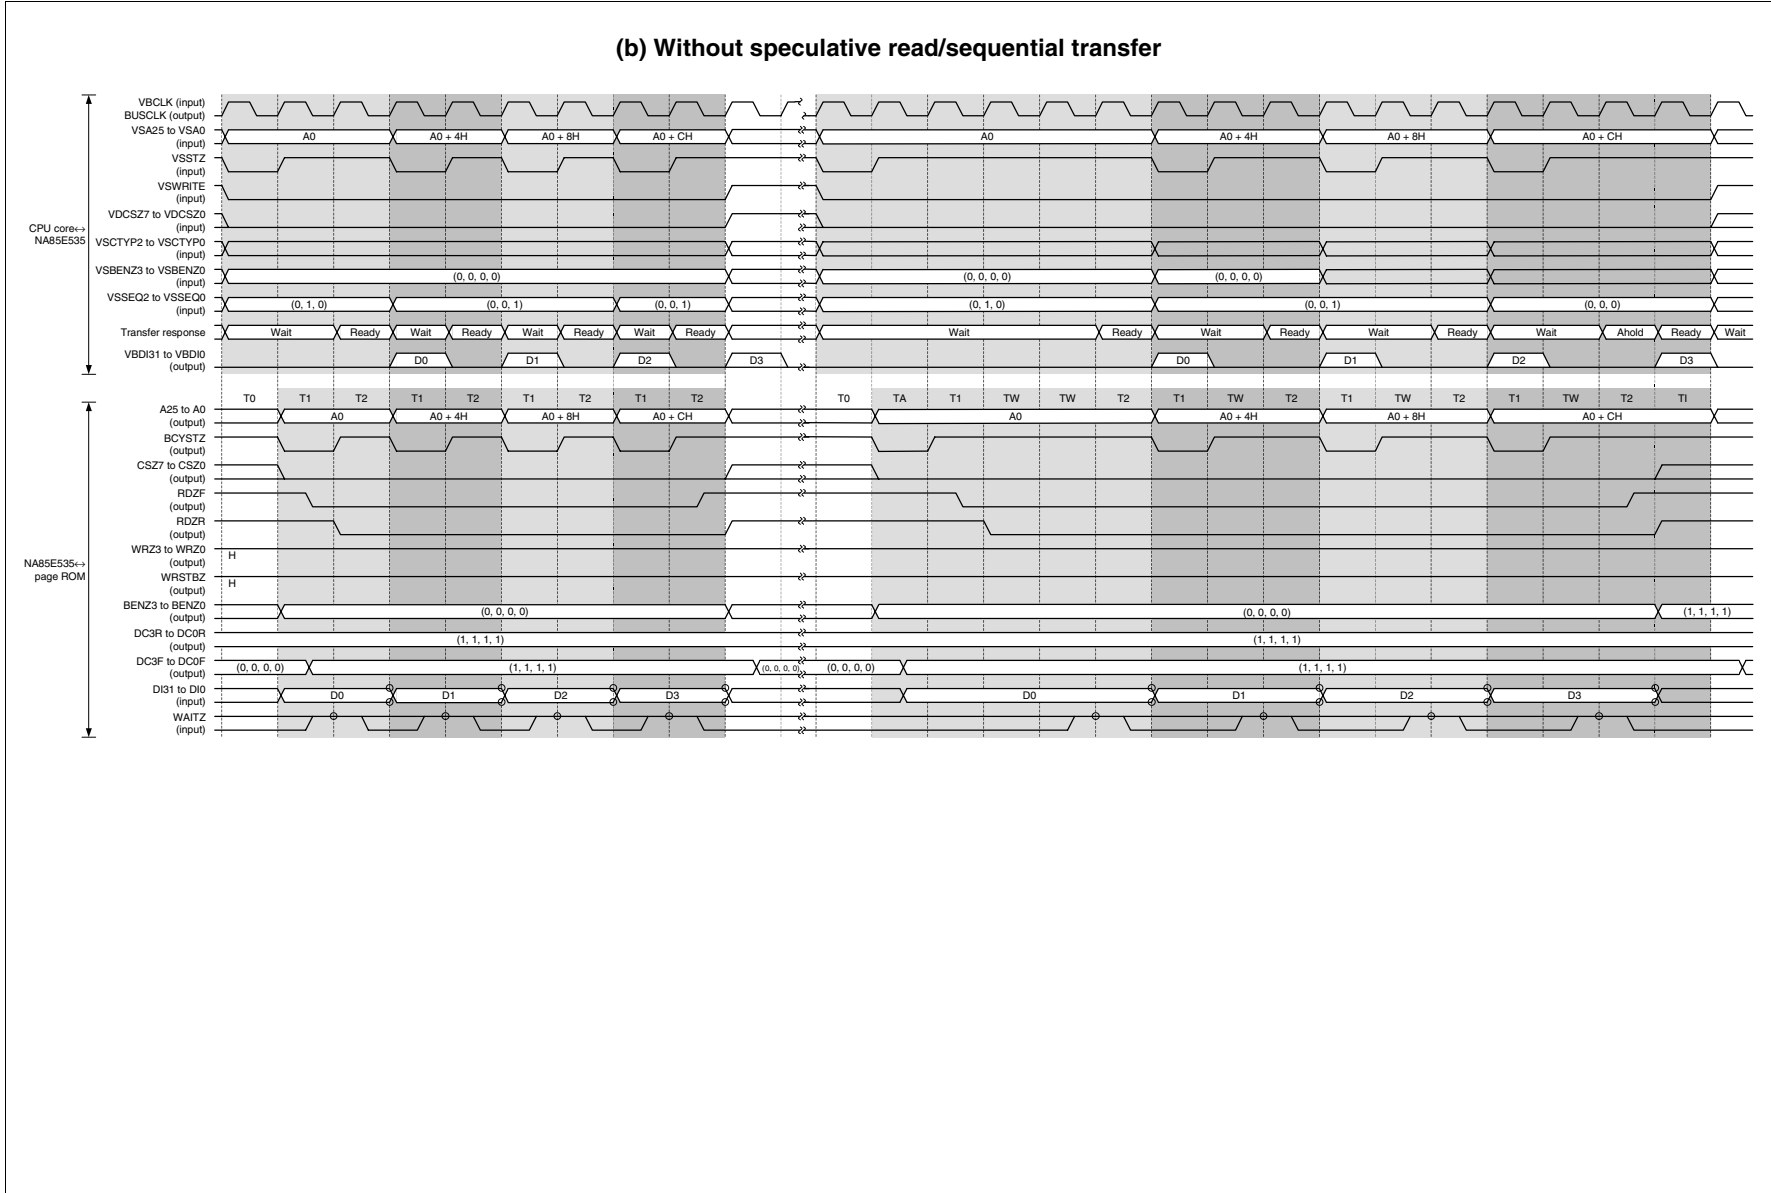 (b) Without speculative read/sequential transfer
VBCLK (input)
BUSCLK (output)
VSA25 to VSA0
(input)
A0 A0 + 4H A0 + 8H A0 + CH A0 A0 + 4H A0 + 8H A0 + CH
VSSTZ
(input)
VSWRITE
(input)
VDCSZ7 to VDCSZ0
(input)
CPU core↔
NA85E535
VSCTYP2 to VSCTYP0
(input)
VSBENZ3 to VSBENZ0
(input)
(0, 0, 0, 0) (0, 0, 0, 0) (0, 0, 0, 0)
VSSEQ2 to VSSEQ0
(input)
(0, 1, 0) (0, 0, 1) (0, 0, 1) (0, 1, 0) (0, 0, 1) (0, 0, 0)
Transfer response Wait Ready Wait Ready Wait Ready Wait Ready Wait Ready Wait Ready Wait Ready Wait Ahold Ready Wait
VBDI31 to VBDI0
(output)
D0 D1 D2 D3 D0 D1 D2 D3
T0 T1 T2 T1 T2 T1 T2 T1 T2 T0 TA T1 TW TW T2 T1 TW T2 T1 TW T2 T1 TW T2 TI
A25 to A0
(output)
A0 A0 + 4H A0 + 8H A0 + CH A0 A0 + 4H A0 + 8H A0 + CH
BCYSTZ
(output)
CSZ7 to CSZ0
(output)
RDZF
(output)
RDZR
(output)
NA85E535↔
page ROM
WRZ3 to WRZ0
(output)
H
WRSTBZ
(output)
H
BENZ3 to BENZ0
(output)
(0, 0, 0, 0) (0, 0, 0, 0) (1, 1, 1, 1)
DC3R to DC0R
(output)
(1, 1, 1, 1) (1, 1, 1, 1)
DC3F to DC0F
(output)
(0, 0, 0, 0) (1, 1, 1, 1) (0, 0, 0, 0) (0, 0, 0, 0) (1, 1, 1, 1)
DI31 to DI0
(input)
D0 D1 D2 D3 D0 D1 D2 D3
WAITZ
(input)